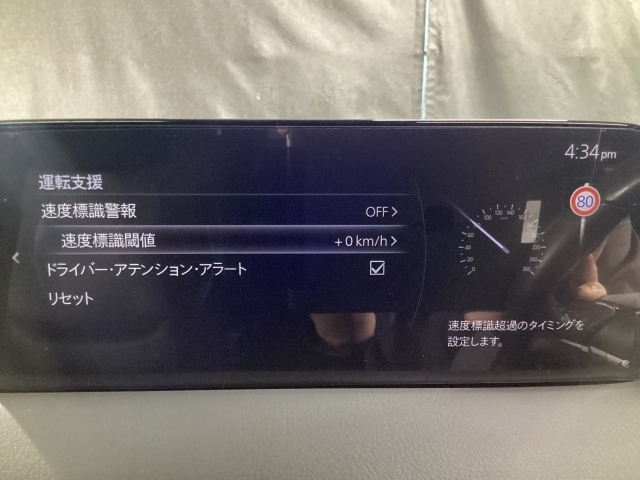 4:34 pm
運転支援
速度標識警報 OFF >
速度標識閾値 +0 km/h >
ドライバー・アテンション・アラート
リセット
80
速度標識超過のタイミングを
設定します。